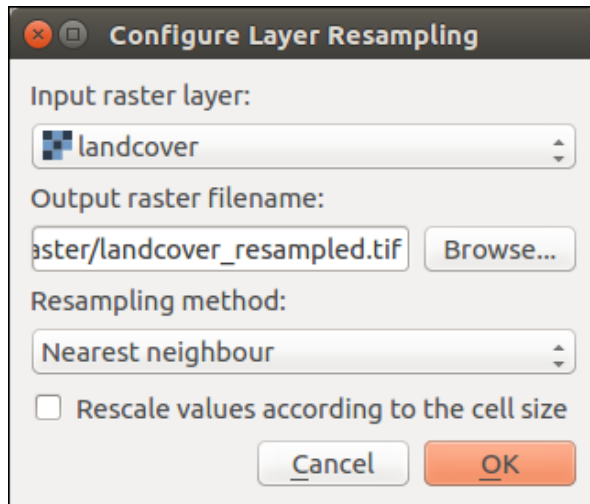 Configure Layer Resampling
Input raster layer:
landcover
Output raster filename:
aster/landcover_resampled.tif Browse...
Resampling method:
Nearest neighbour
Rescale values according to the cell size
Cancel OK